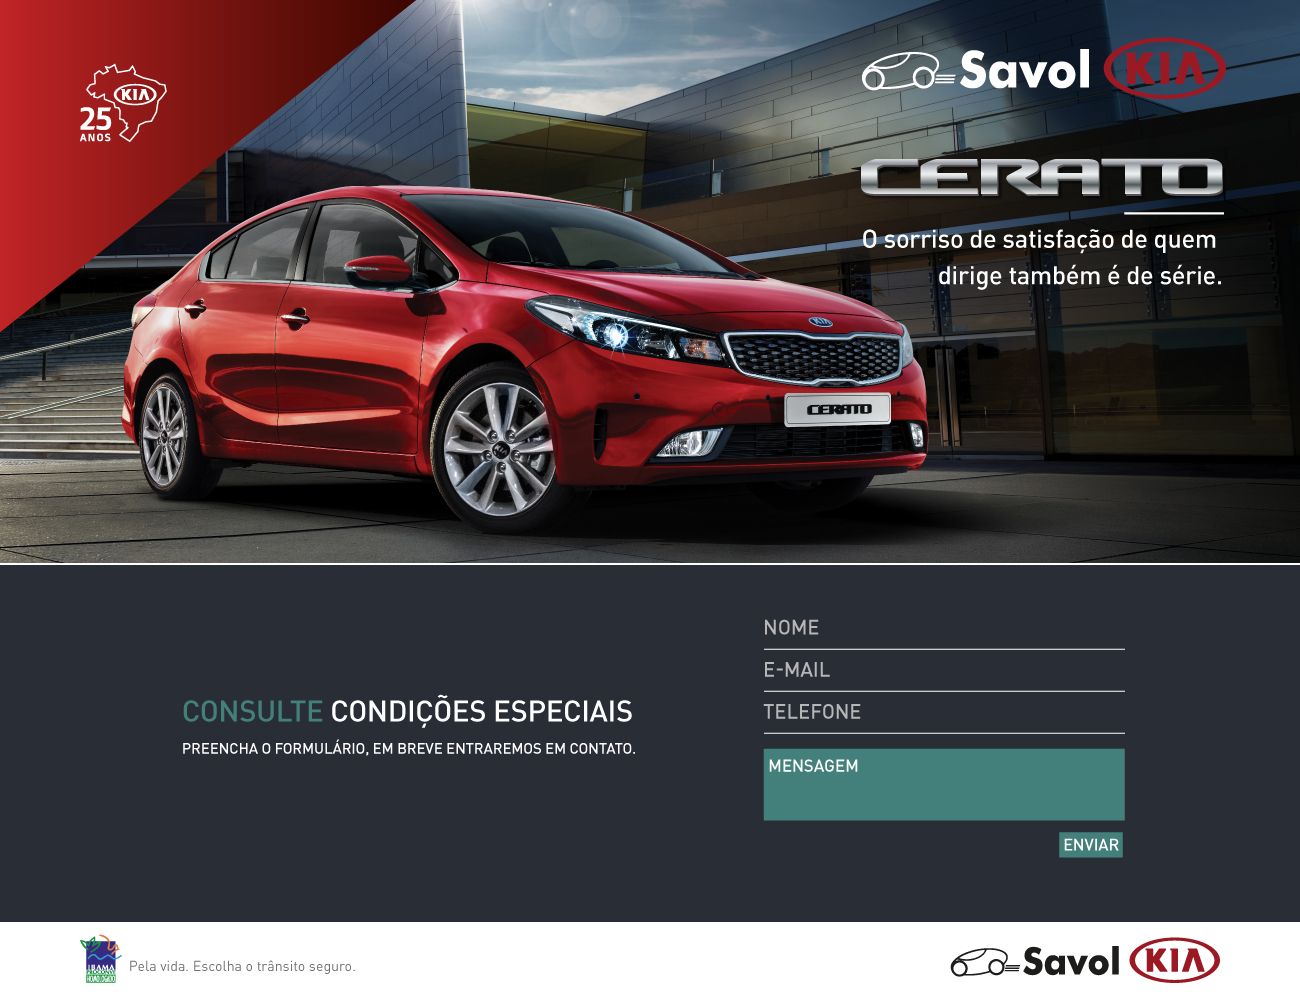 KIA
25
ANOS
Savol KIA
CERATO
O sorriso de satisfação de quem
dirige também é de série.
KIA
CERATO
NOME
E-MAIL
TELEFONE
CONSULTE CONDIÇÕES ESPECIAIS
PREENCHA O FORMULÁRIO, EM BREVE ENTRAREMOS EM CONTATO.
MENSAGEM
ENVIAR
IBAMA
Pela vida. Escolha o trânsito seguro.
Savol KIA